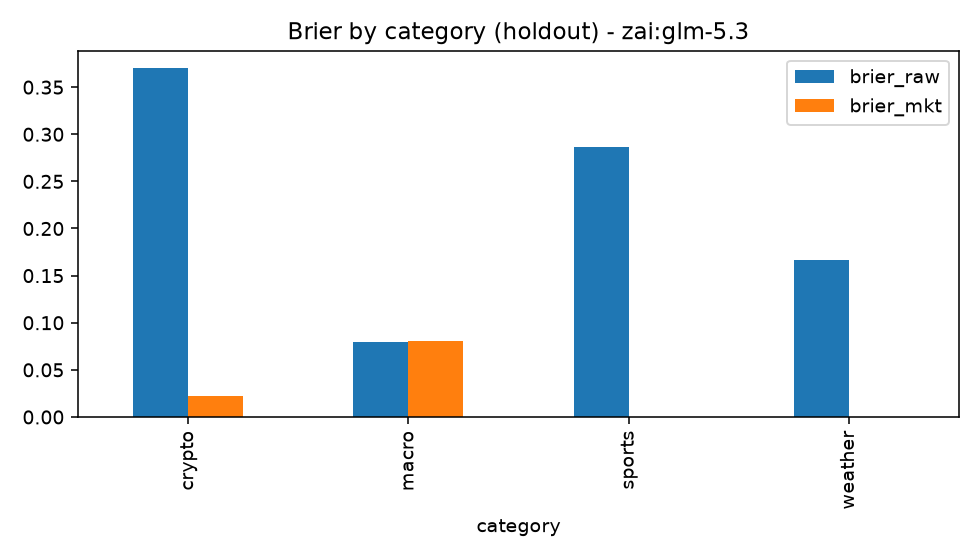 Brier by category (holdout) - zai:glm-5.3
brier_raw
brier_mkt
0.35
0.30
0.25
0.20
0.15
0.10
0.05
0.00
crypto
macro
sports
weather
category